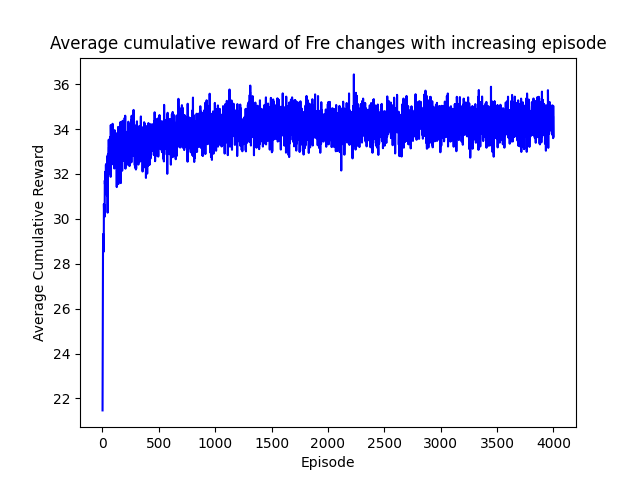 Average cumulative reward of Fre changes with increasing episode
36
34
32
30
28
26
24
22
Average Cumulative Reward
0 500 1000 1500 2000 2500 3000 3500 4000
Episode